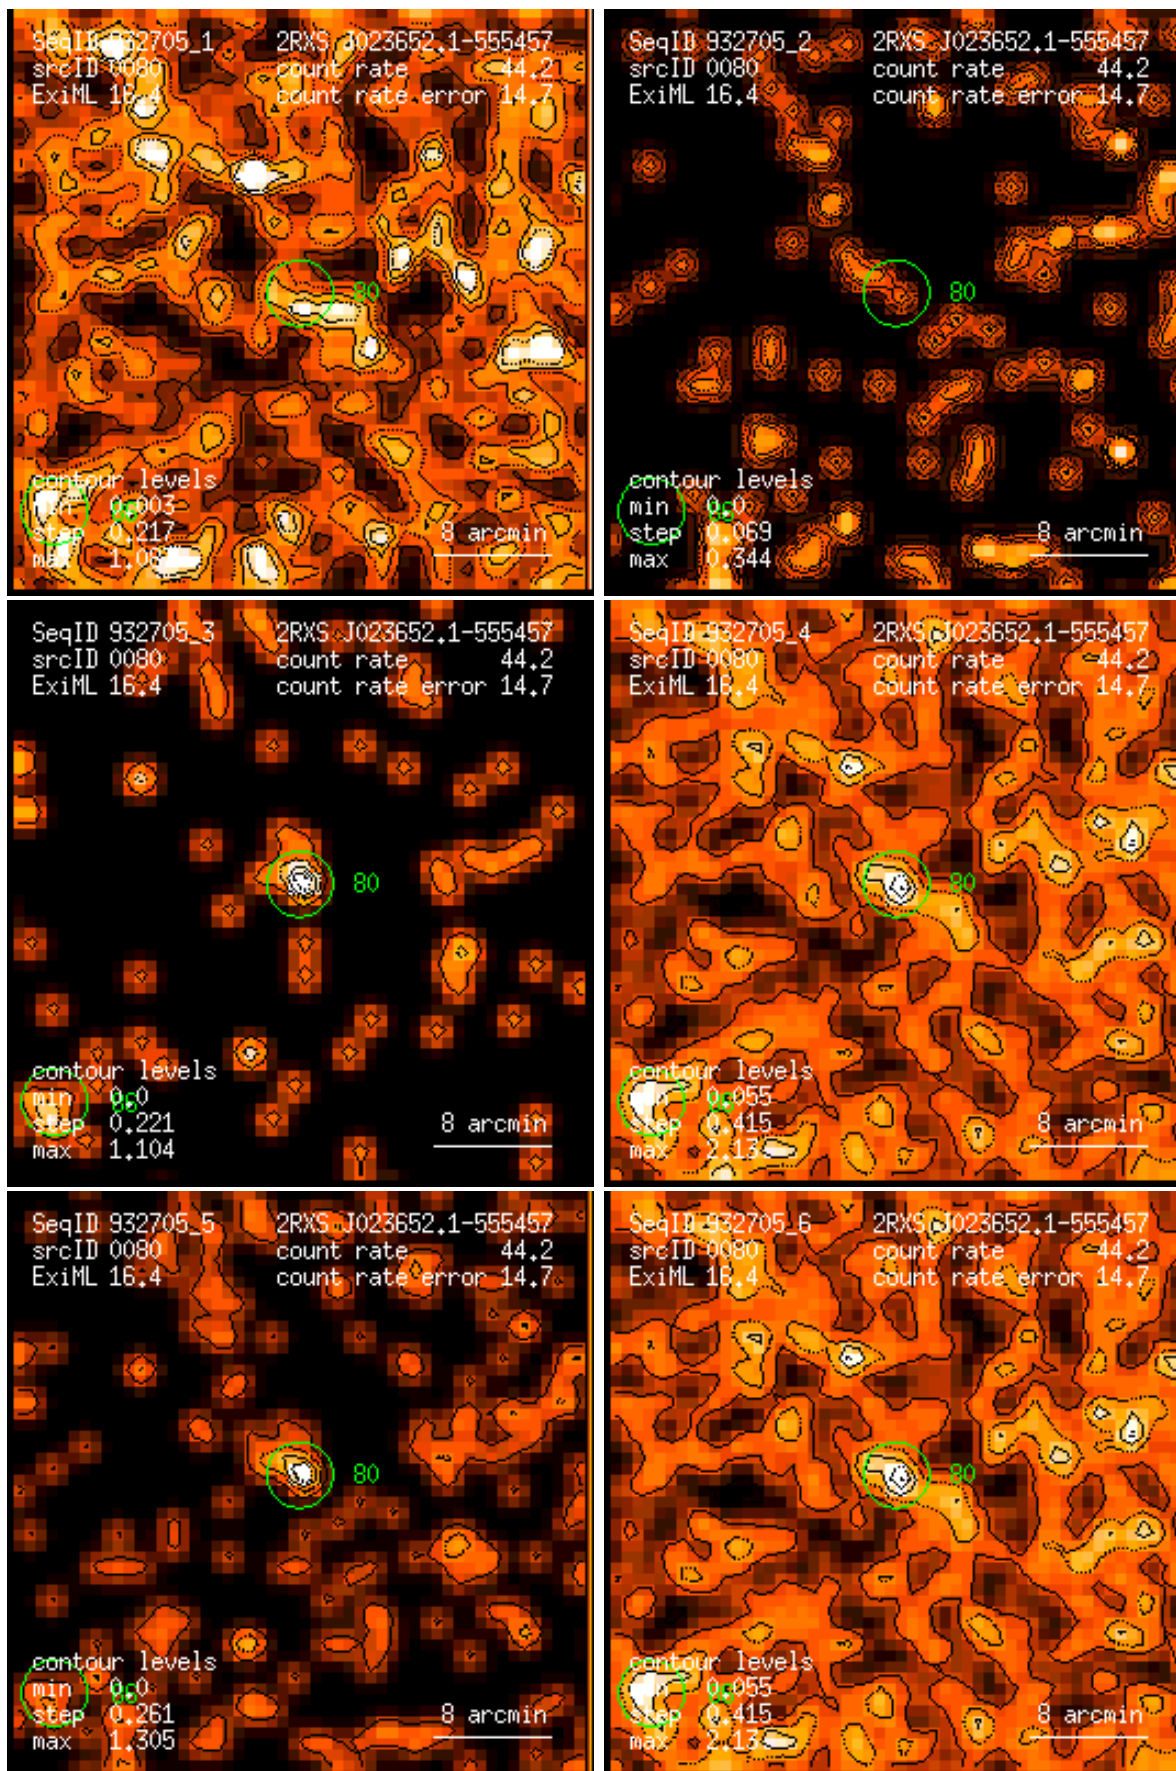 SeqID 932705_1 2RXS J023652.1-555457
srcID 0080 count rate 44.2
ExiML 16.4 count rate error 14.7
80
contour levels
min 0.003
step 0.217
max
8 arcmin
SeqID 932705_2 2RXS J023652.1-555457
srcID 0080 count rate 44.2
ExiML 16.4 count rate error 14.7
80
contour levels
min 0.0
step 0.069
max 0.344
8 arcmin
SeqID 932705_3 2RXS J023652.1-555457
srcID 0080 count rate 44.2
ExiML 16.4 count rate error 14.7
80
contour levels
min 0.0
86
step 0.221
max 1.104
8 arcmin
SeqID 932705_4 2RXS J023652.1-555457
srcID 0080 count rate 44.2
ExiML 16.4 count rate error 14.7
80
contour levels
min 0.055
step 0.415
max
8 arcmin
SeqID 932705_5 2RXS J023652.1-555457
srcID 0080 count rate 44.2
ExiML 16.4 count rate error 14.7
80
contour levels
min 0.0
86
step 0.261
max 1.305
8 arcmin
SeqID 932705_6 2RXS J023652.1-555457
srcID 0080 count rate 44.2
ExiML 16.4 count rate error 14.7
80
contour levels
min 0.055
step 0.415
max
8 arcmin